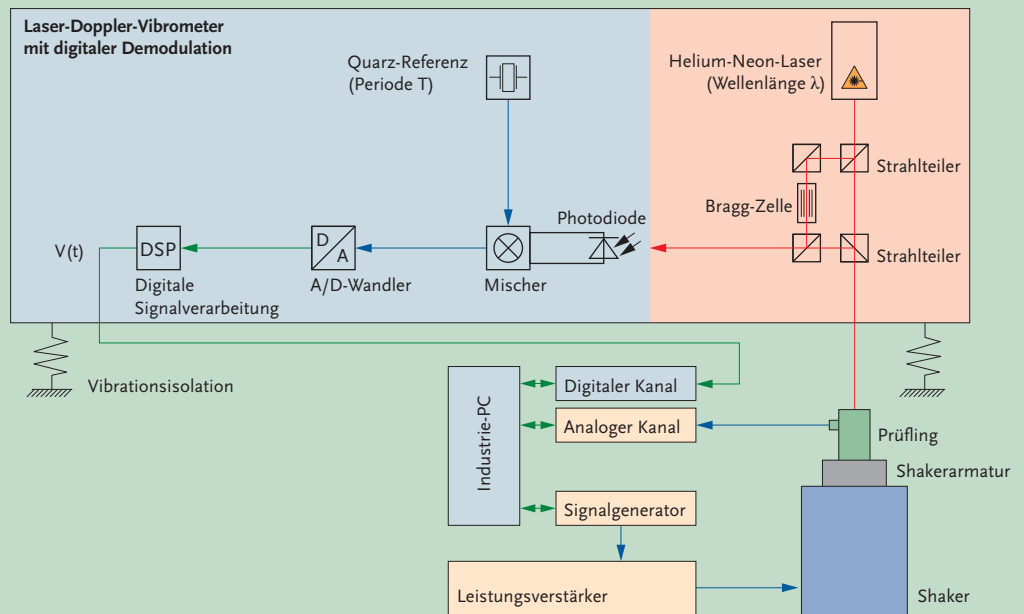 Laser-Doppler-Vibrometer
mit digitaler Demodulation
Quarz-Referenz
(Periode T)
Helium-Neon-Laser
(Wellenlänge λ)
Strahlteiler
Bragg-Zelle
Photodiode
V(t)
DSP
D
A
Strahlteiler
Digitale
Signalverarbeitung
A/D-Wandler
Mischer
Vibrationsisolation
Industrie-PC
Digitaler Kanal
Analoger Kanal
Prüfling
Shakerarmatur
Signalgenerator
Leistungsverstärker
Shaker